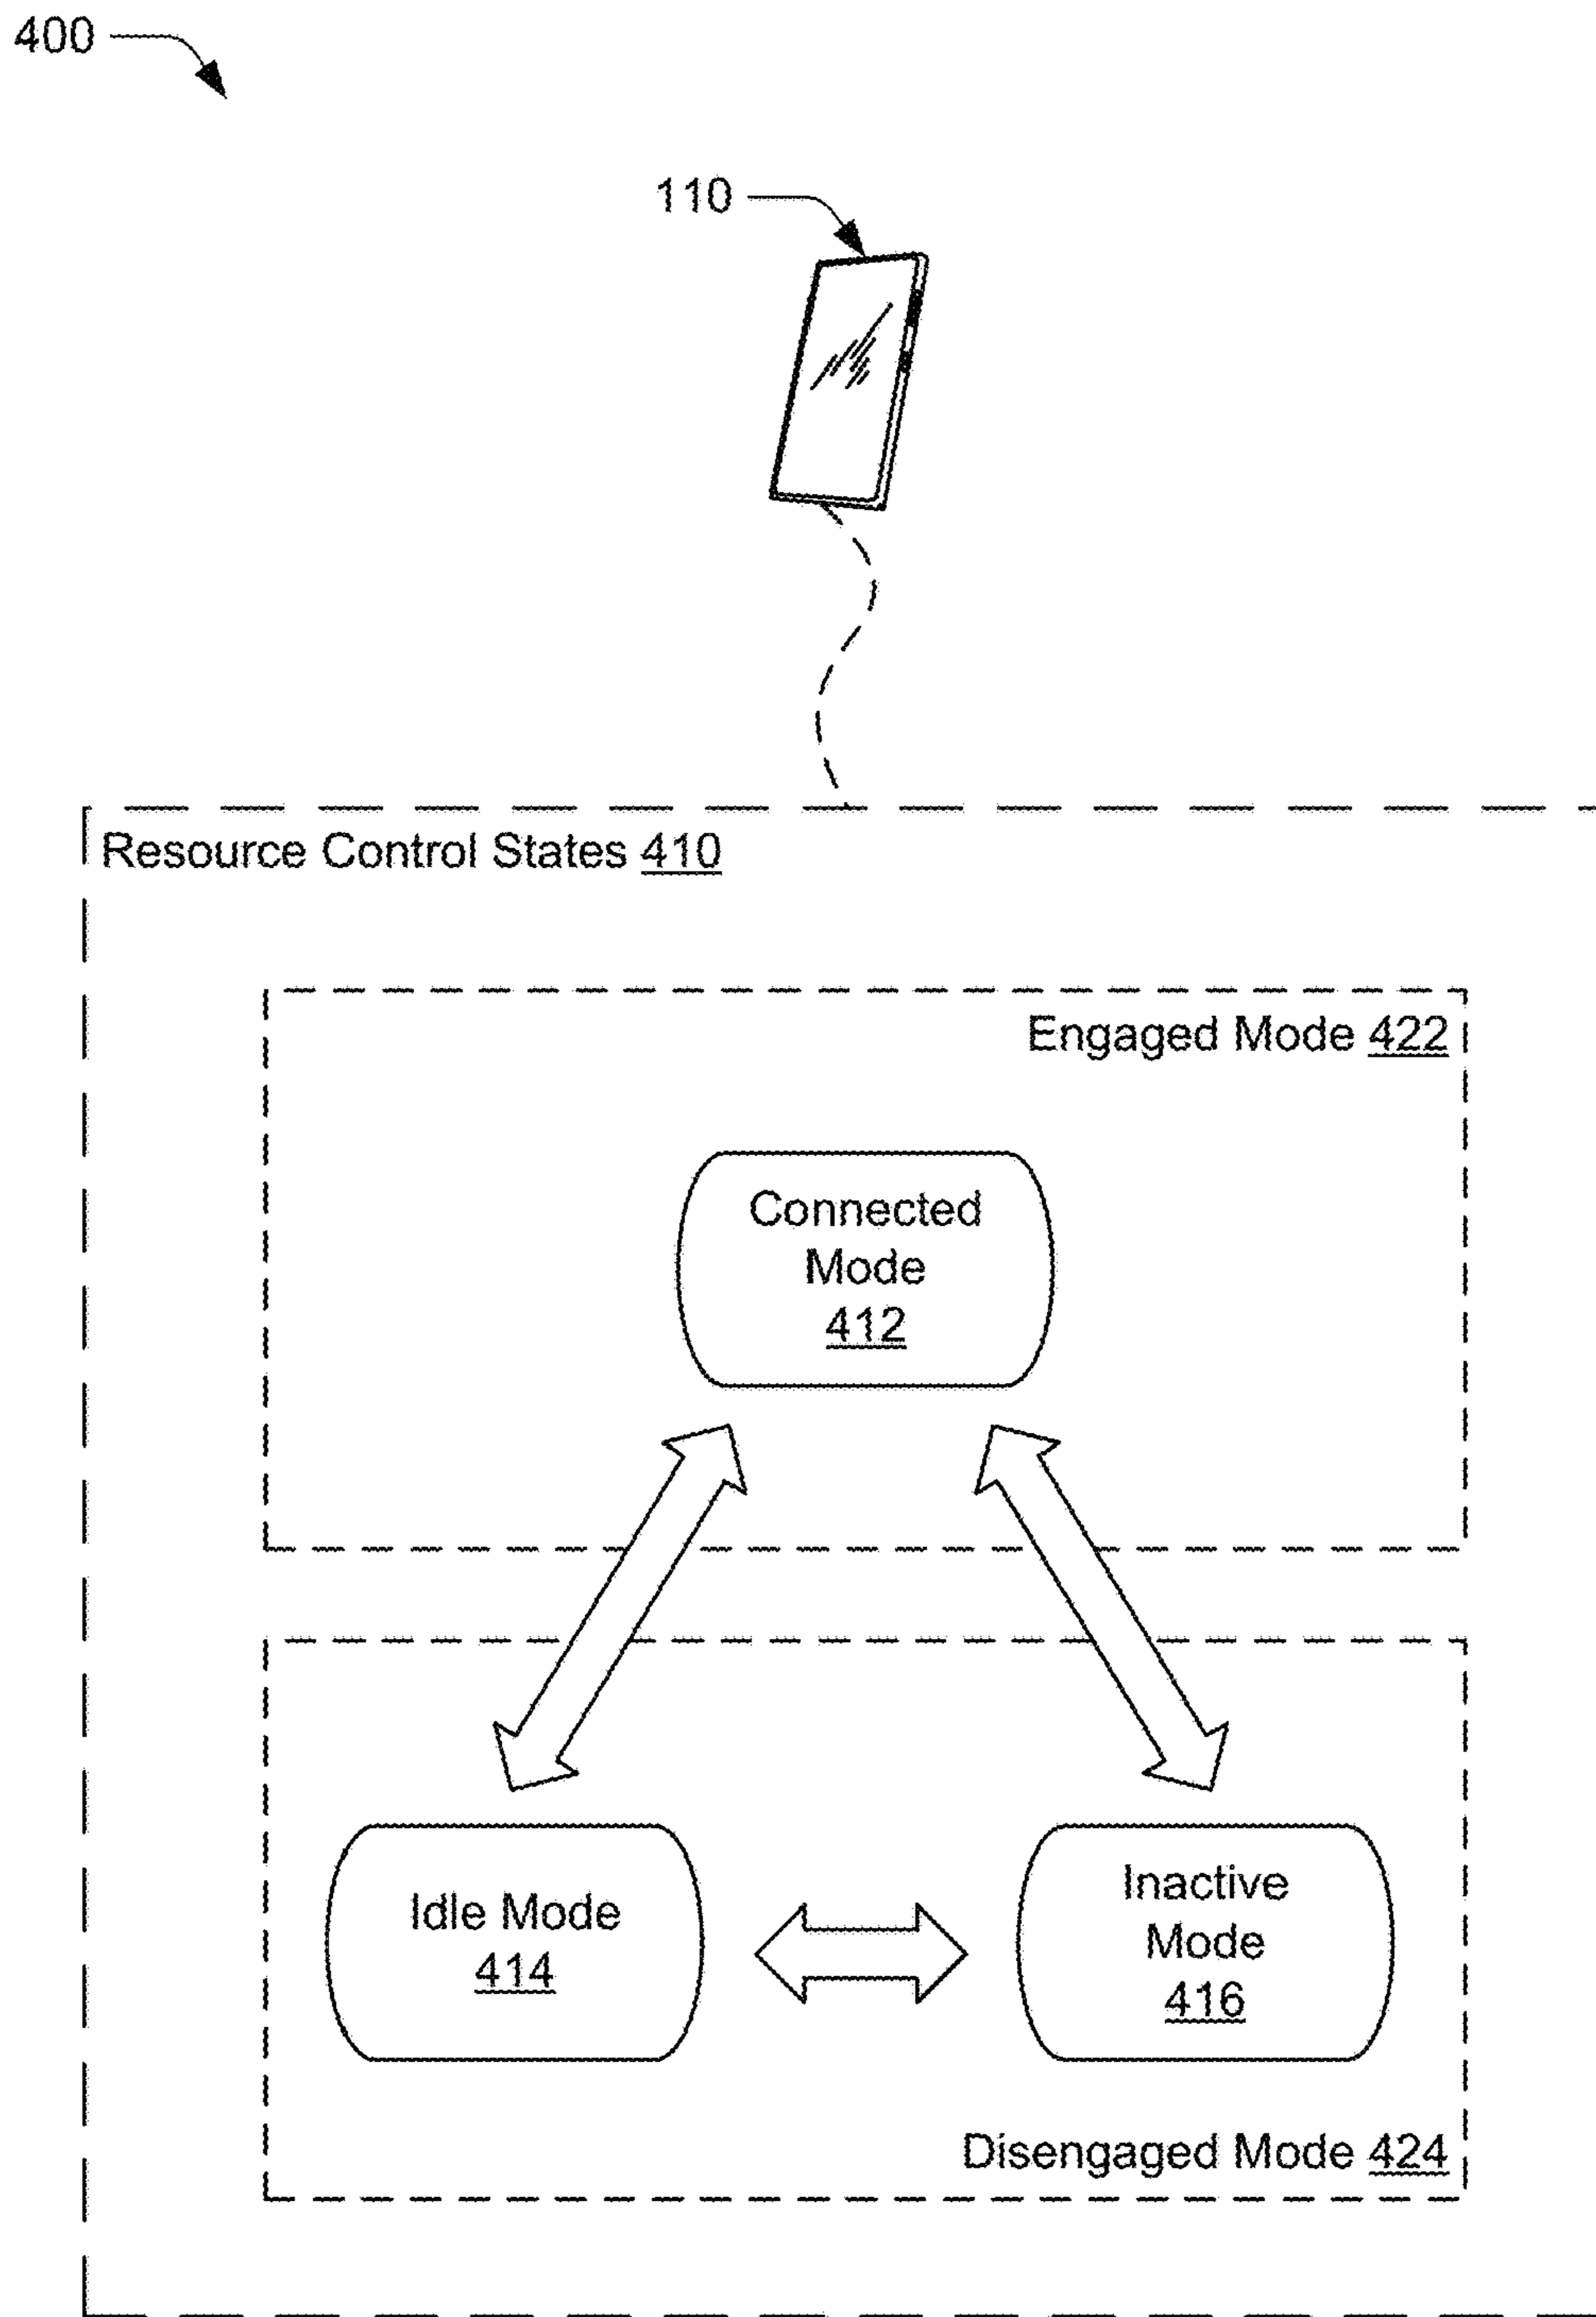 400
110
Resource Control States 410
Engaged Mode 422
Connected
Mode
412
Idle Mode
414
Inactive
Mode
416
Disengaged Mode 424